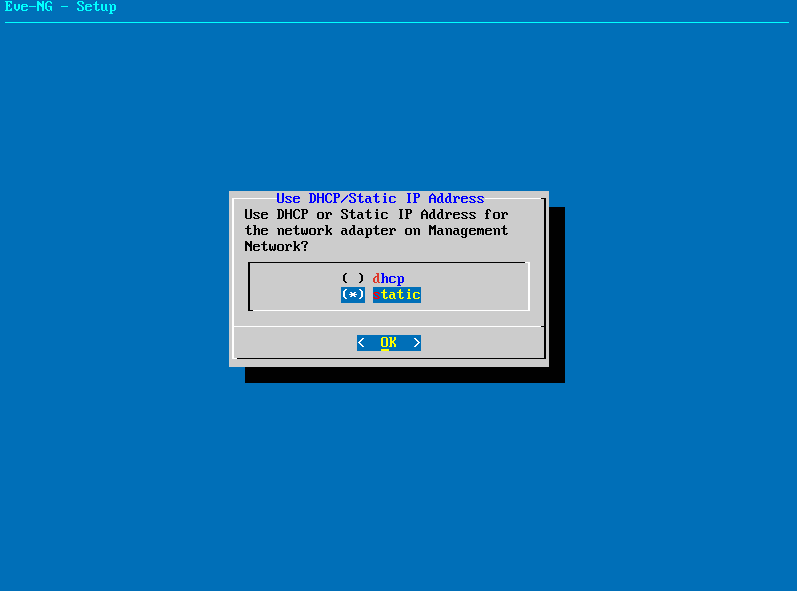 Eve-NG - Setup
Use DHCP/Static IP Address
Use DHCP or Static IP Address for
the network adapter on Management
Network?
( ) dhcp
(*) static
< OK >